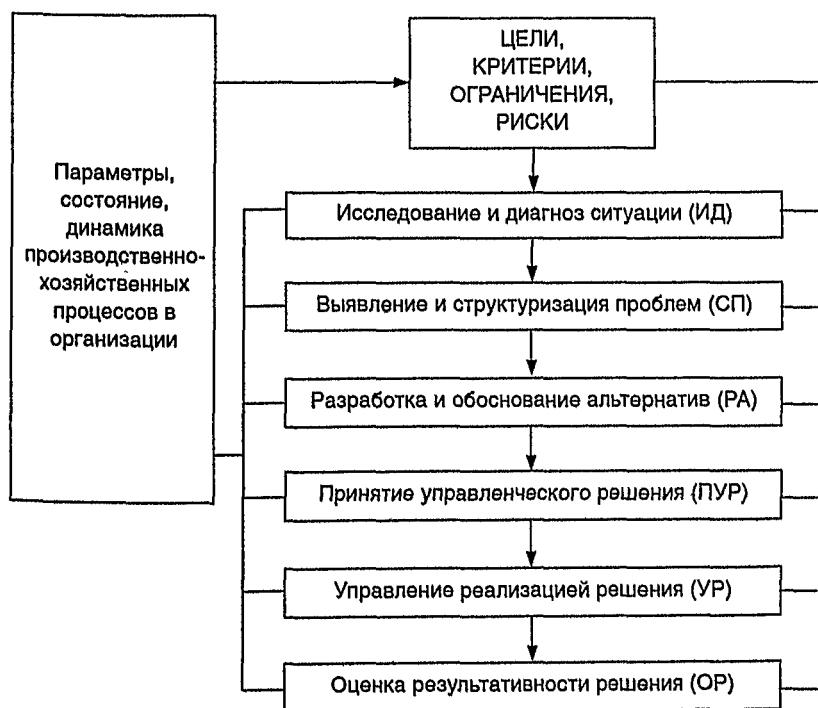 ЦЕЛИ,
КРИТЕРИИ,
ОГРАНИЧЕНИЯ,
РИСКИ
Параметры,
состояние,
динамика
производственно-
хозяйственных
процессов в
организации
Исследование и диагноз ситуации (ИД)
Выявление и структуризация проблем (СП)
Разработка и обоснование альтернатив (РА)
Принятие управленческого решения (ПУР)
Управление реализацией решения (УР)
Оценка результативности решения (ОР)